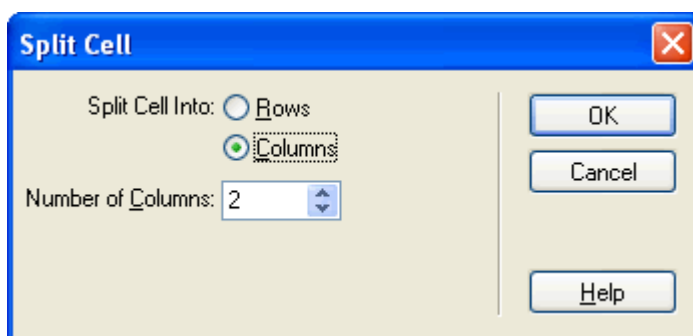 Split Cell
Split Cell Into: Rows
Columns
Number of Columns: 2
OK
Cancel
Help